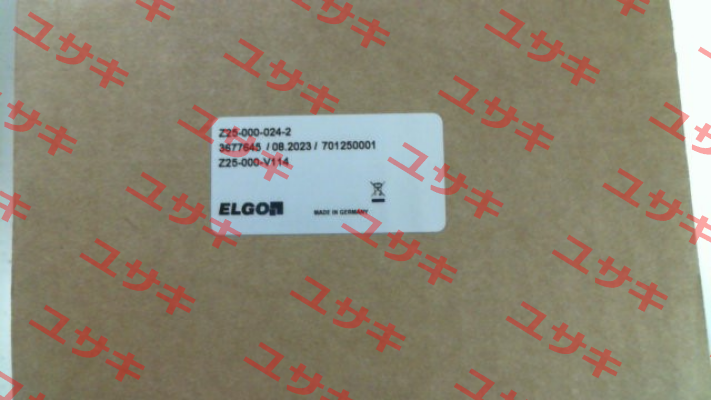 Z25-000-024-2
3677645 / 08.2023 / 701250001
Z25-000-V114
ELGO
MADE IN GERMANY
ユサキ